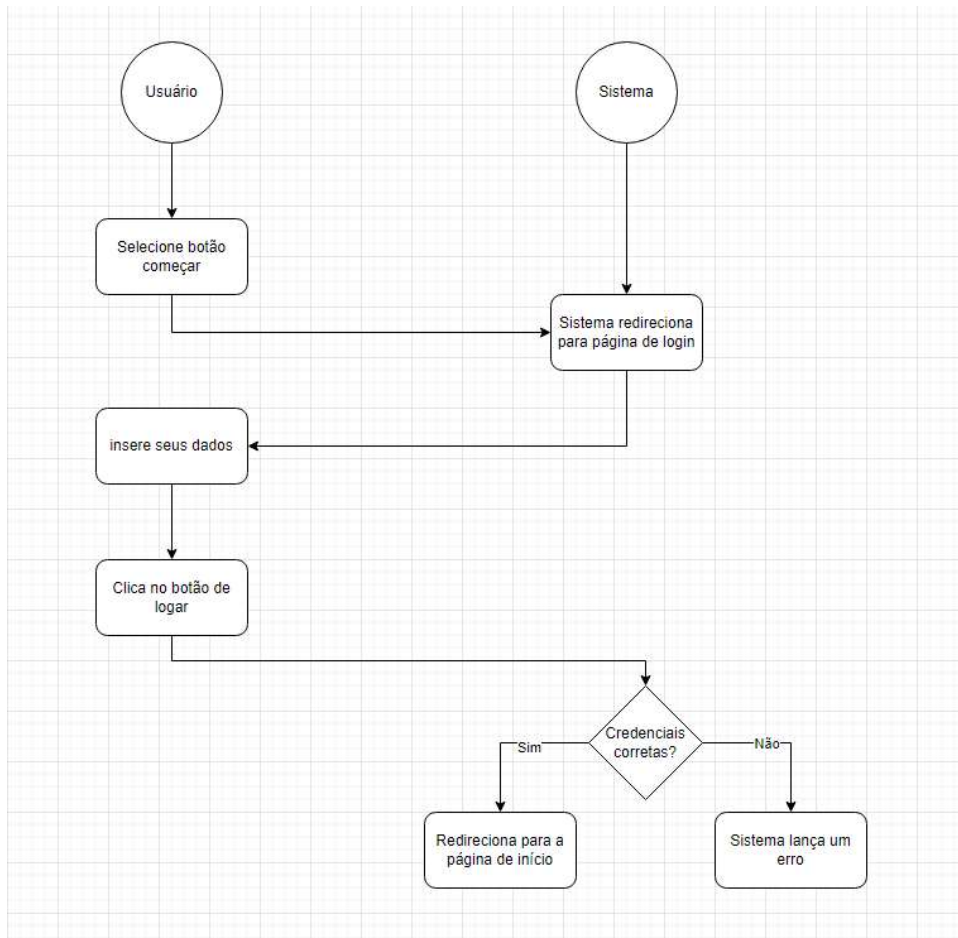 Usuário
Sistema
Selecione botão
começar
Sistema redireciona
para página de login
insere seus dados
Clica no botão de
logar
Credenciais
corretas?
Sim
Não
Redireciona para a
página de início
Sistema lança um
erro